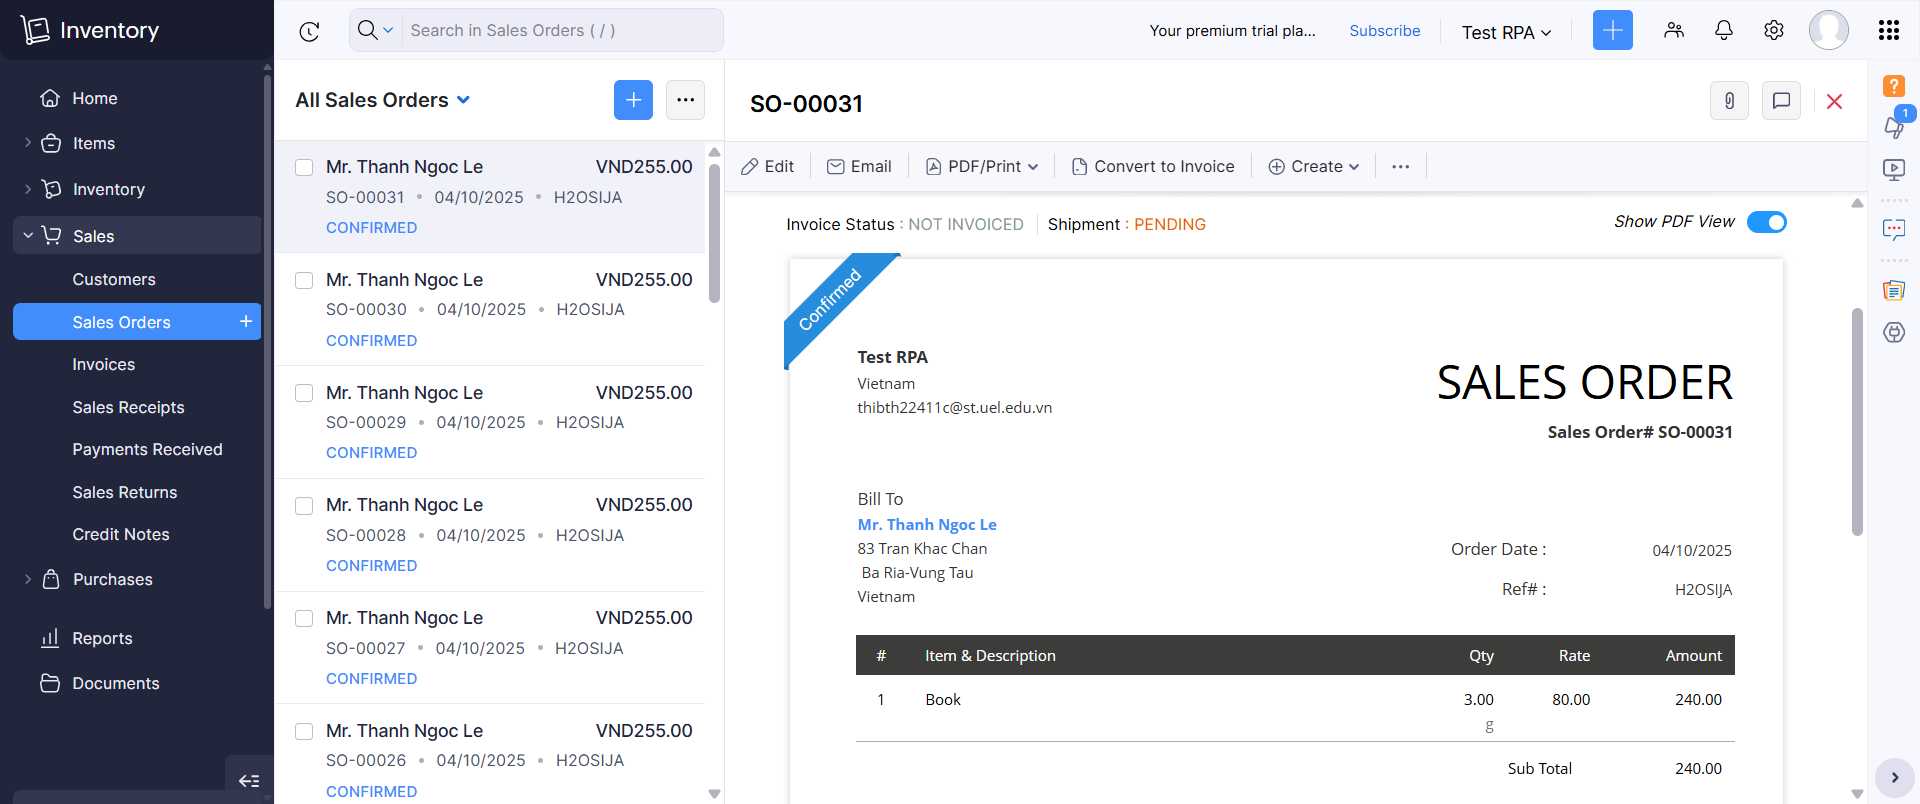 Inventory
Search in Sales Orders ( / )
Your premium trial pla...
Subscribe
Test RPA
Home
Items
Inventory
Sales
Customers
Sales Orders
Invoices
Sales Receipts
Payments Received
Sales Returns
Credit Notes
Purchases
Reports
Documents
All Sales Orders
Mr. Thanh Ngoc Le VND255.00
SO-00031 • 04/10/2025 • H2OSIJA
CONFIRMED
Mr. Thanh Ngoc Le VND255.00
SO-00030 • 04/10/2025 • H2OSIJA
CONFIRMED
Mr. Thanh Ngoc Le VND255.00
SO-00029 • 04/10/2025 • H2OSIJA
CONFIRMED
Mr. Thanh Ngoc Le VND255.00
SO-00028 • 04/10/2025 • H2OSIJA
CONFIRMED
Mr. Thanh Ngoc Le VND255.00
SO-00027 • 04/10/2025 • H2OSIJA
CONFIRMED
Mr. Thanh Ngoc Le VND255.00
SO-00026 • 04/10/2025 • H2OSIJA
CONFIRMED
SO-00031
Edit Email PDF/Print Convert to Invoice Create
Invoice Status : NOT INVOICED Shipment : PENDING
Show PDF View
Confirmed
Test RPA
Vietnam
thibth22411c@st.uel.edu.vn
SALES ORDER
Sales Order# SO-00031
Bill To
Mr. Thanh Ngoc Le
83 Tran Khac Chan
Ba Ria-Vung Tau
Vietnam
Order Date : 04/10/2025
Ref# : H2OSIJA
# Item & Description Qty Rate Amount
1 Book 3.00 80.00 240.00
g
Sub Total 240.00
?
1